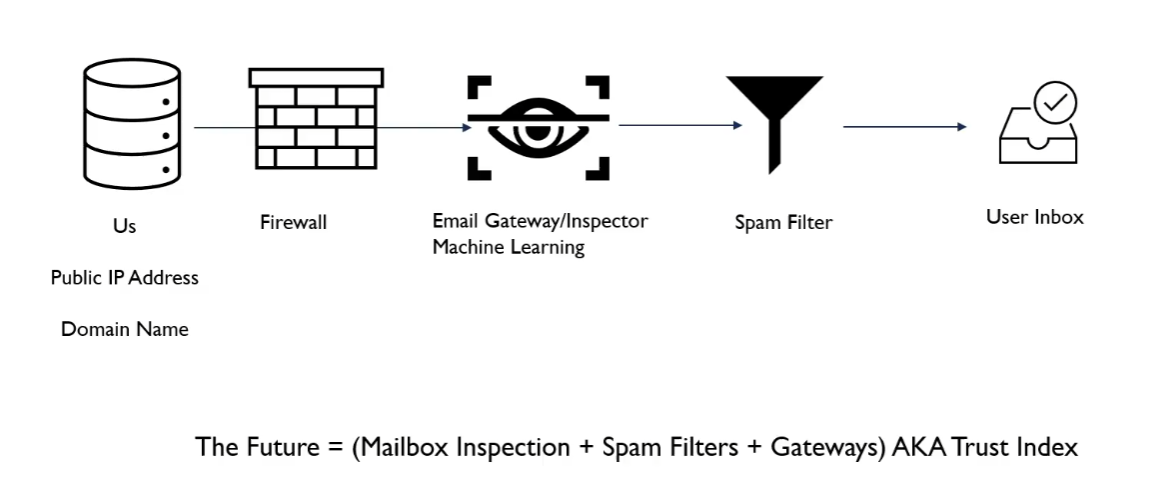 Us
Firewall
Email Gateway/Inspector
Machine Learning
Spam Filter
User Inbox
Public IP Address
Domain Name
The Future = (Mailbox Inspection + Spam Filters + Gateways) AKA Trust Index